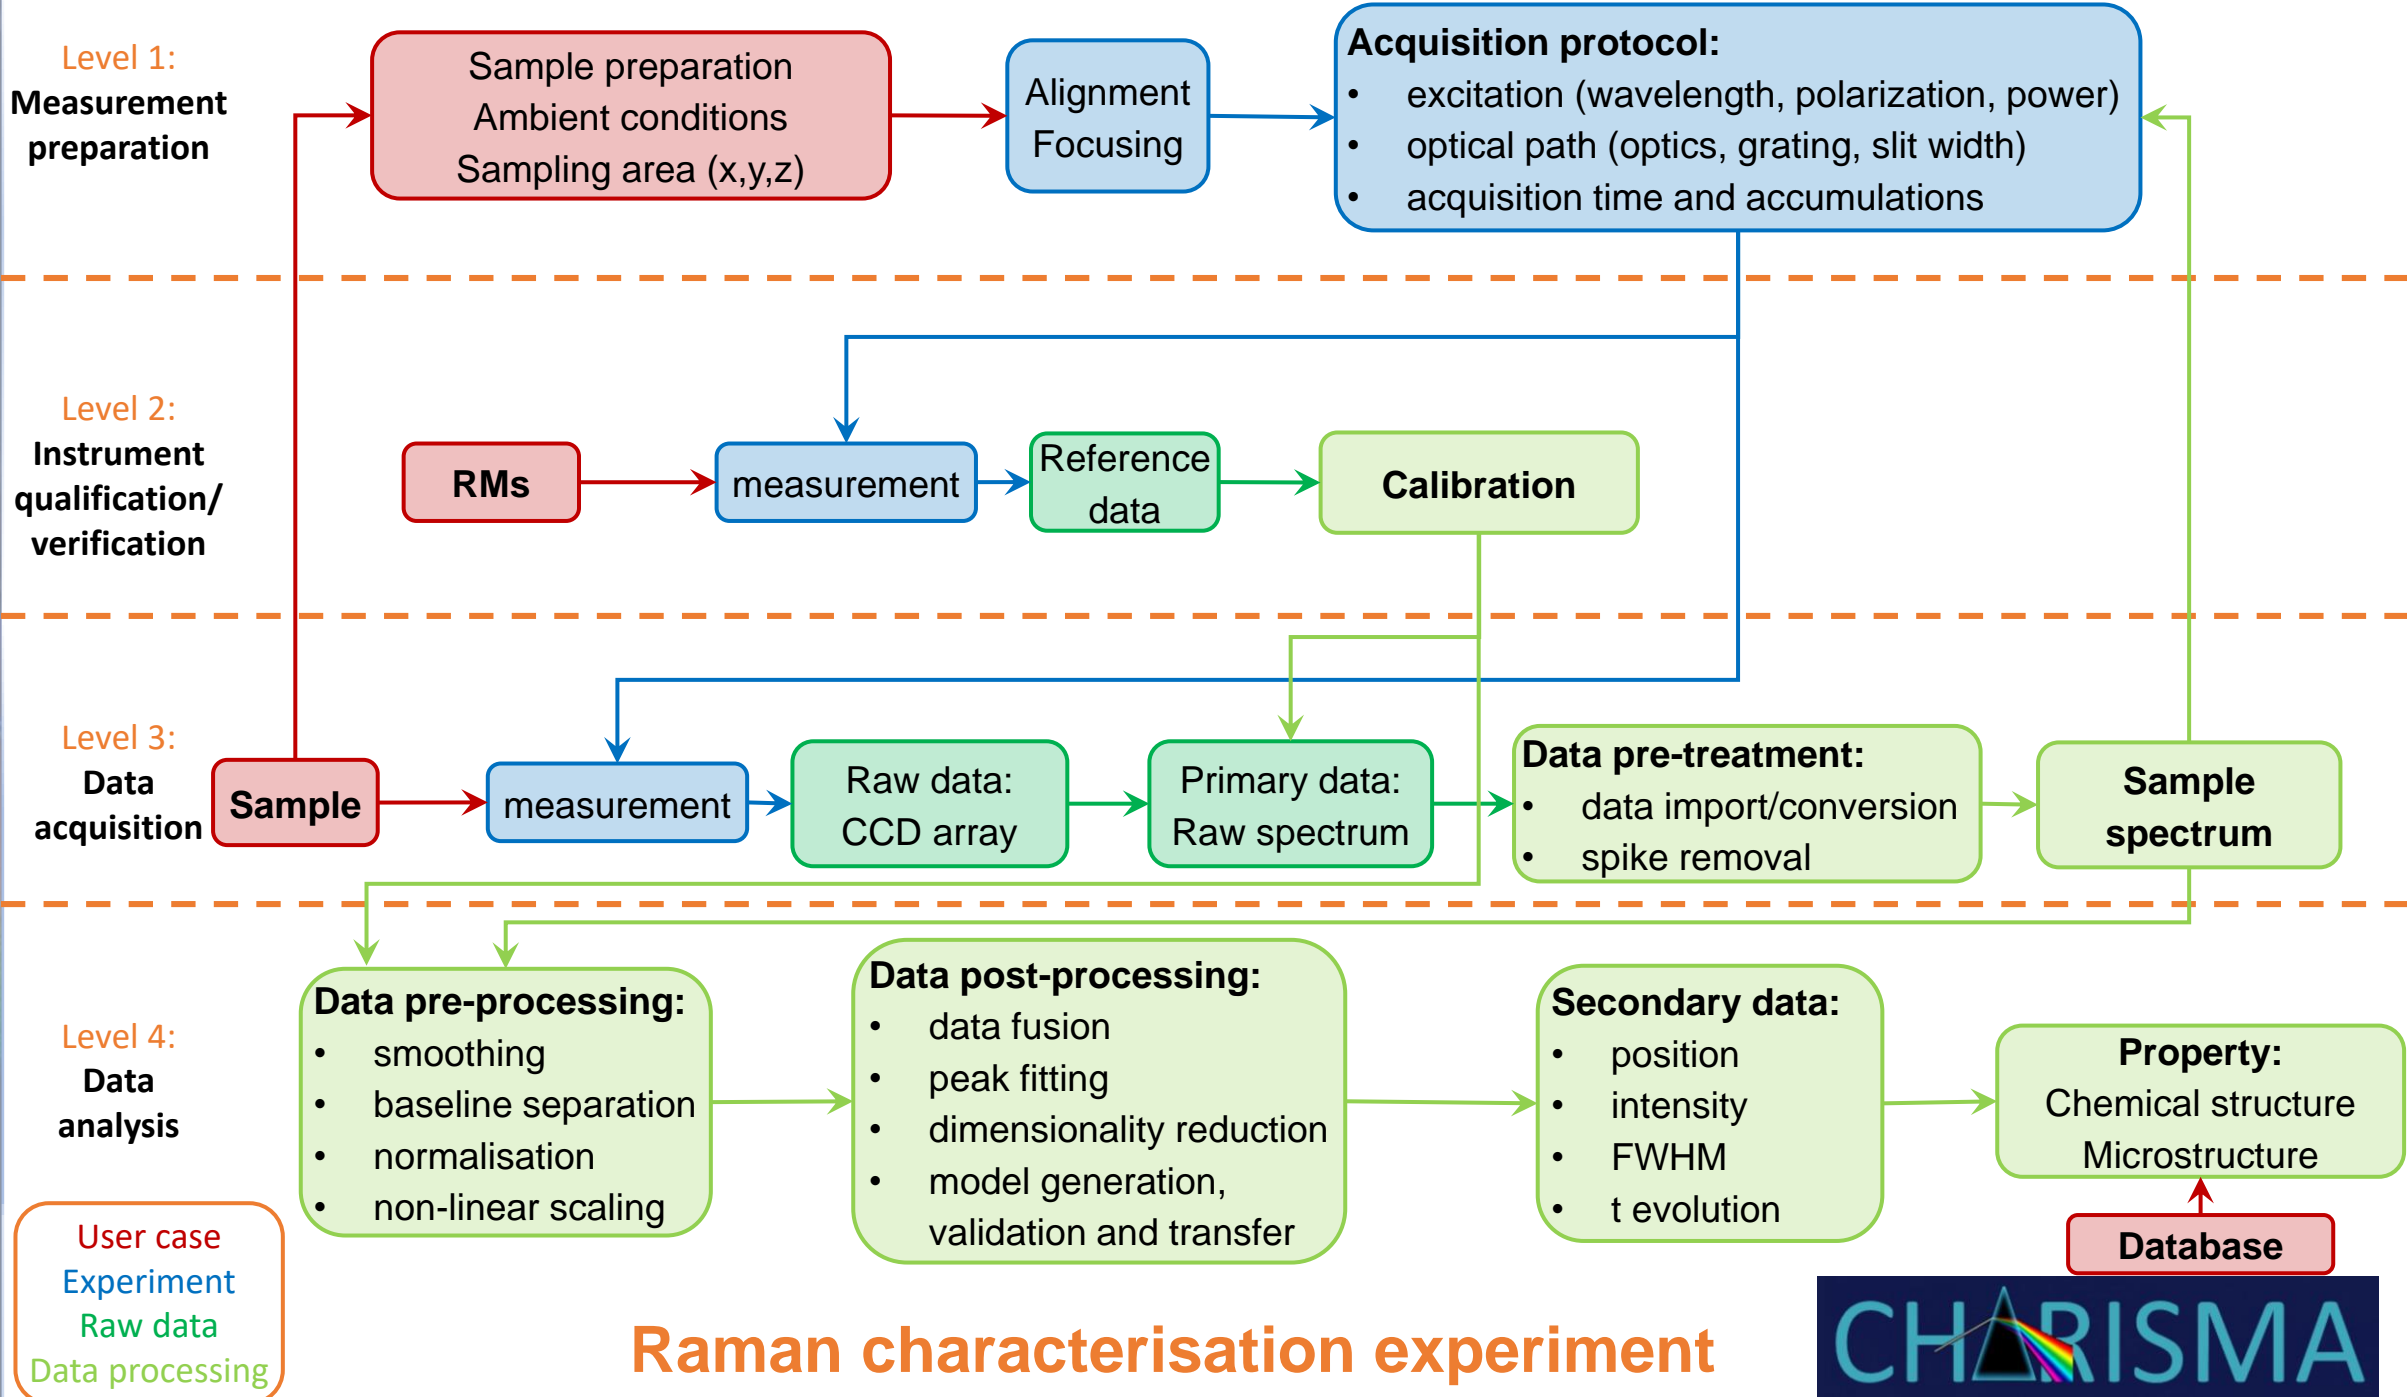 Level 1:
Measurement
preparation
Sample preparation
Ambient conditions
Sampling area (x,y,z)
Alignment
Focusing
Acquisition protocol:
• excitation (wavelength, polarization, power)
• optical path (optics, grating, slit width)
• acquisition time and accumulations
Level 2:
Instrument
qualification/
verification
RMs
measurement
Reference
data
Calibration
Level 3:
Data
acquisition
Sample
measurement
Raw data:
CCD array
Primary data:
Raw spectrum
Data pre-treatment:
• data import/conversion
• spike removal
Sample
spectrum
Level 4:
Data
analysis
Data pre-processing:
• smoothing
• baseline separation
• normalisation
• non-linear scaling
Data post-processing:
• data fusion
• peak fitting
• dimensionality reduction
• model generation,
validation and transfer
Secondary data:
• position
• intensity
• FWHM
• t evolution
Property:
Chemical structure
Microstructure
Database
User case
Experiment
Raw data
Data processing
Raman characterisation experiment
CHARISMA